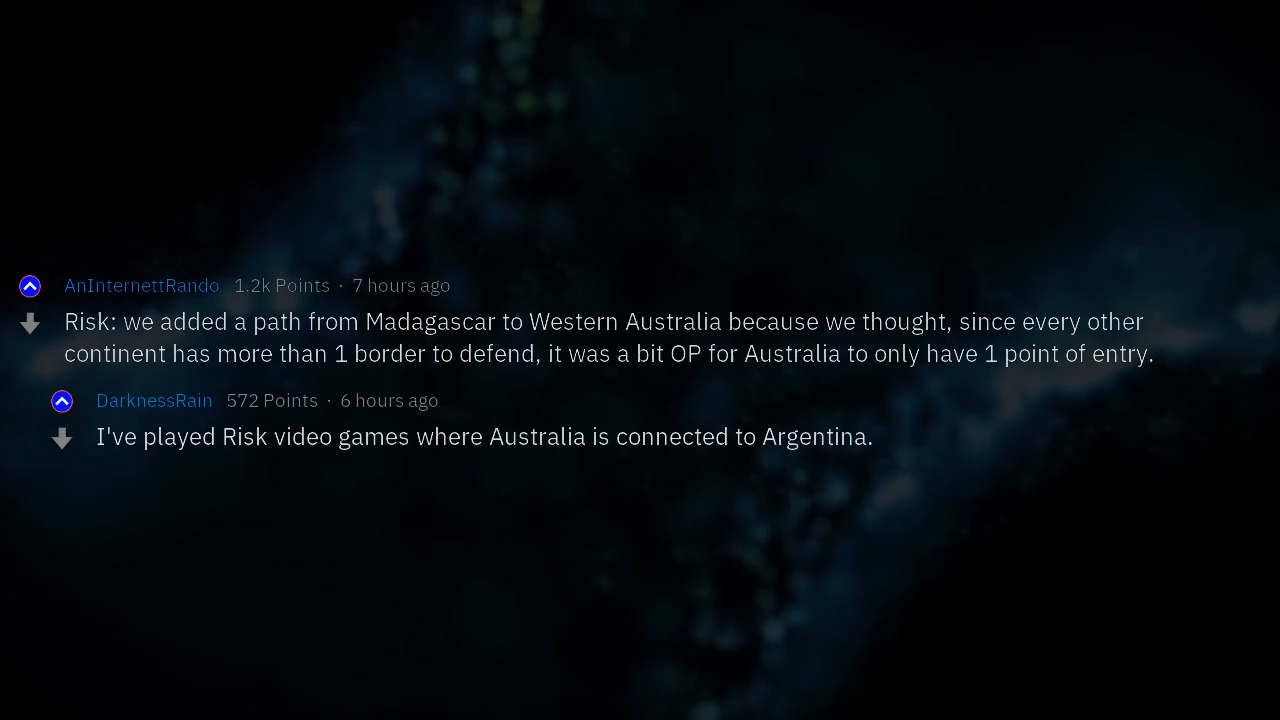 AnInternettRando 1.2k Points · 7 hours ago
Risk: we added a path from Madagascar to Western Australia because we thought, since every other
continent has more than 1 border to defend, it was a bit OP for Australia to only have 1 point of entry.
DarknessRain 572 Points · 6 hours ago
I've played Risk video games where Australia is connected to Argentina.